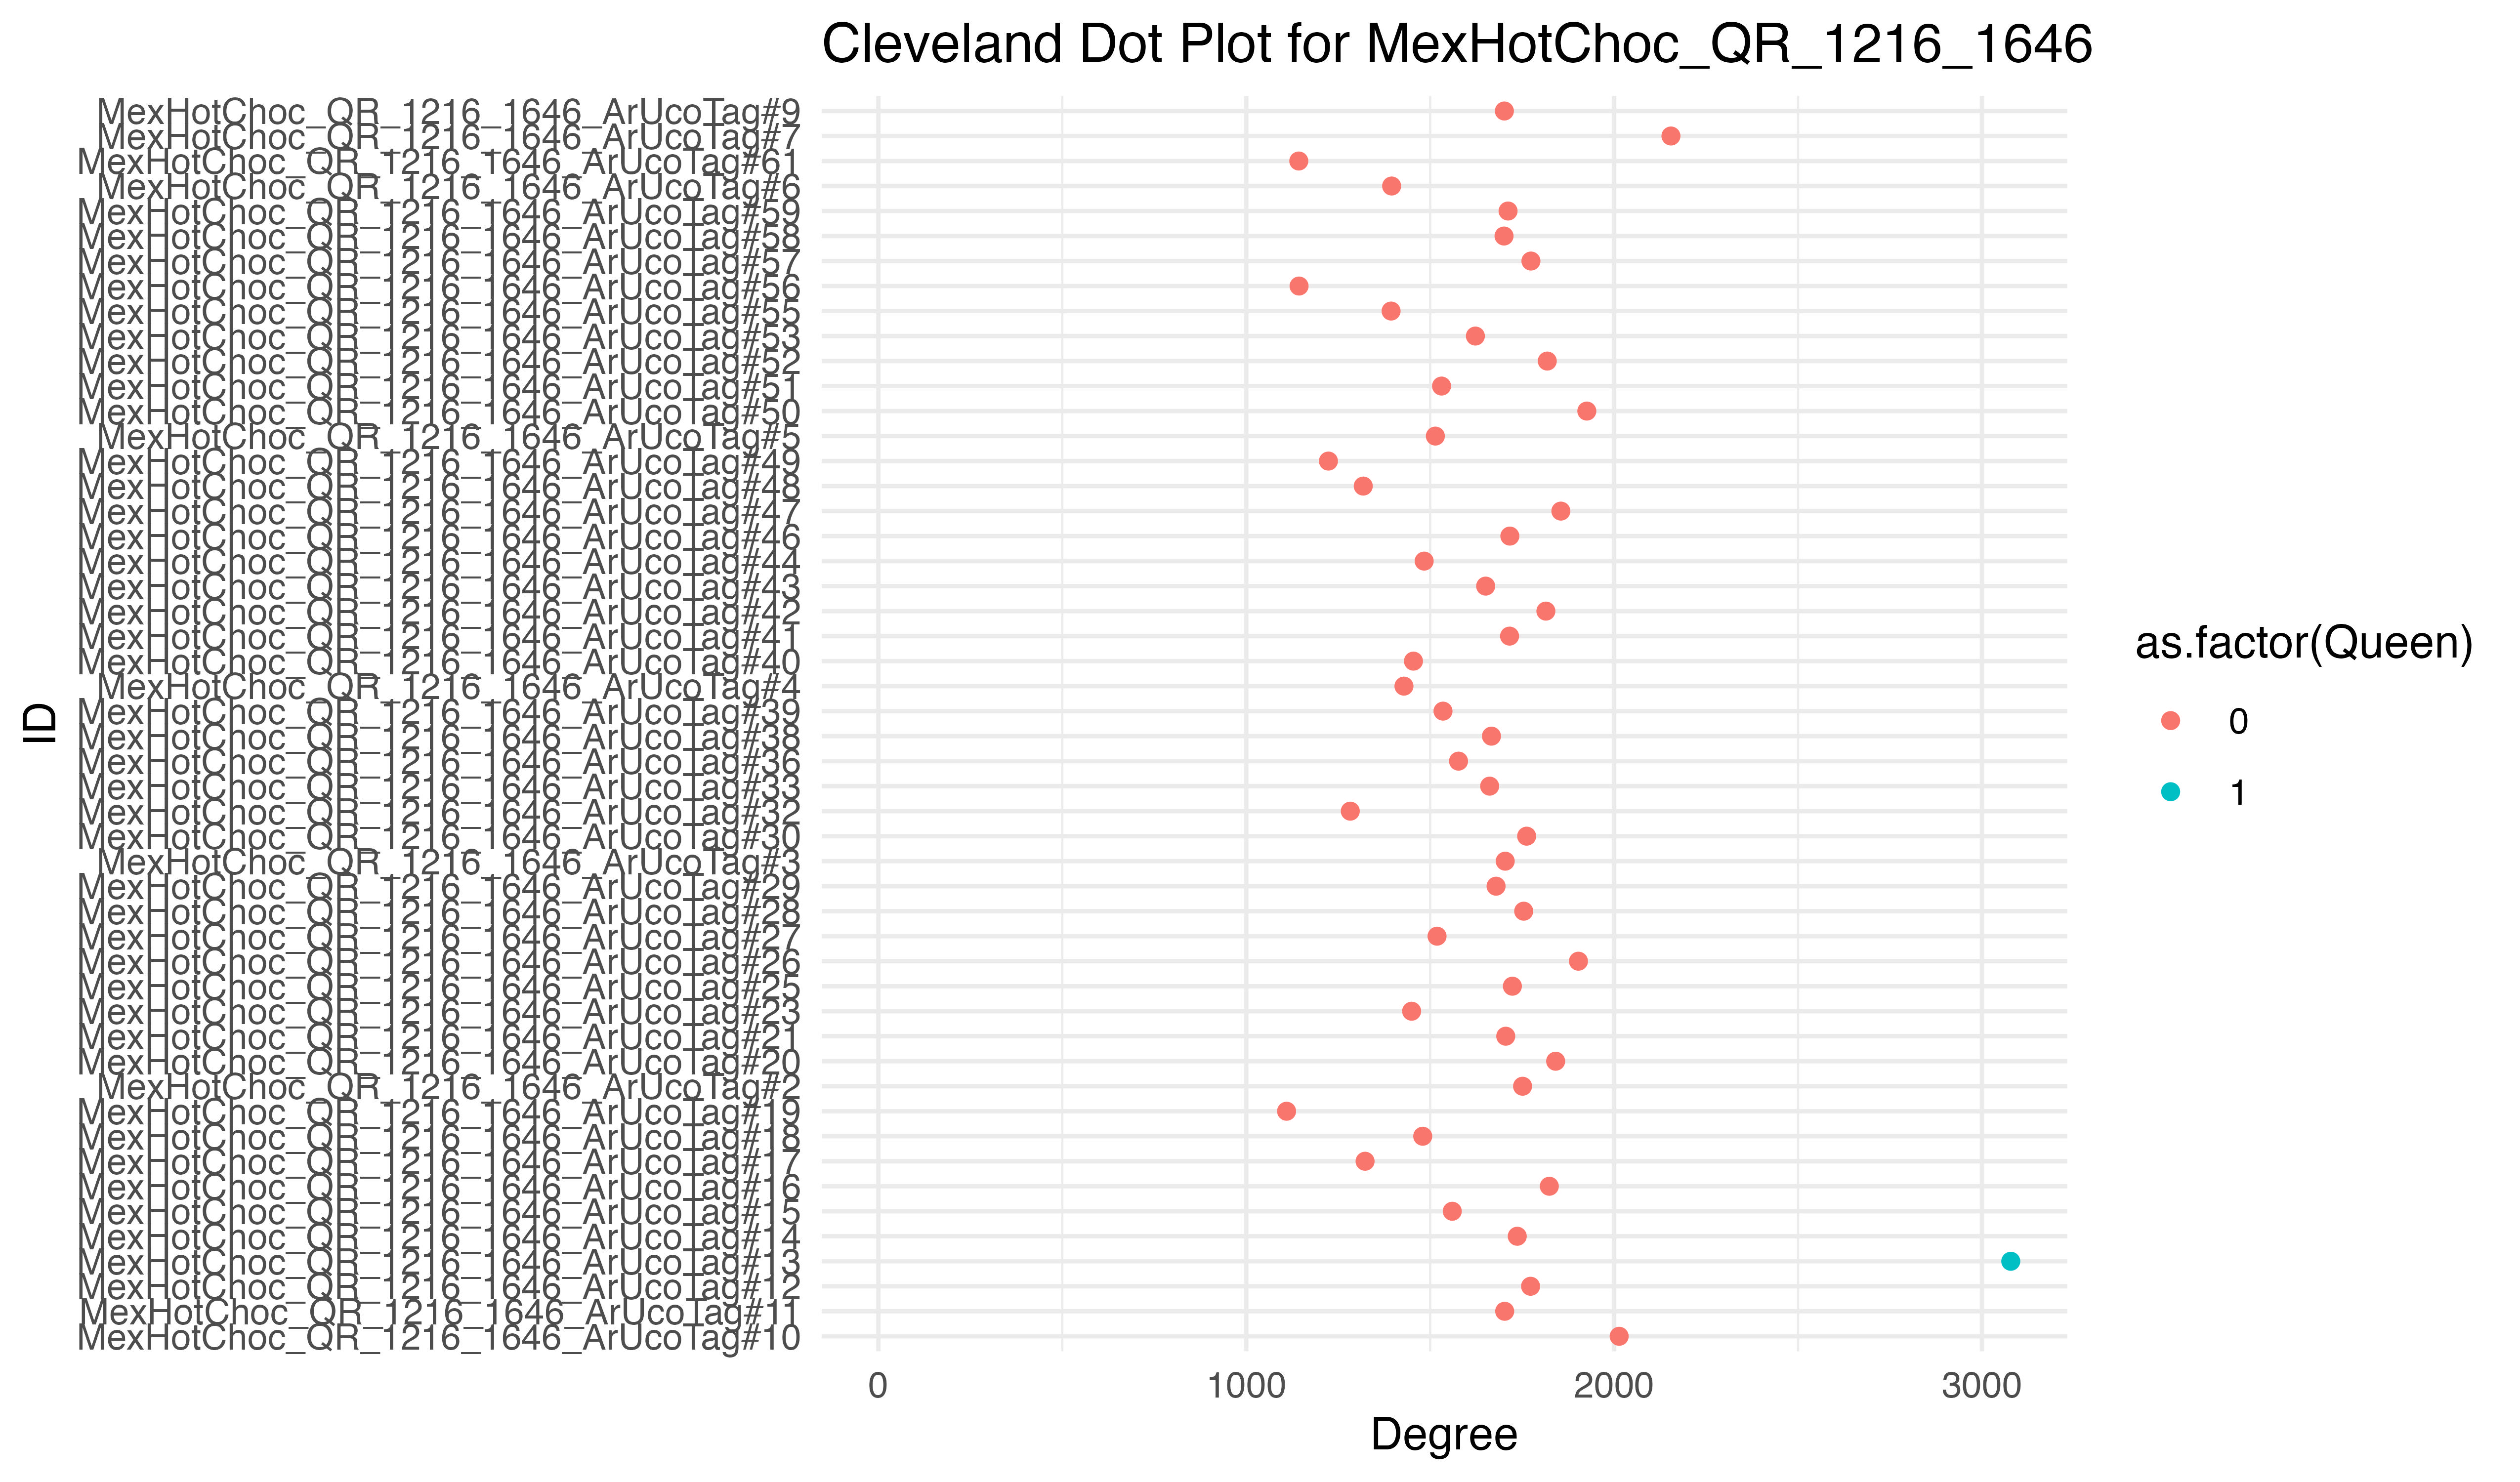 Cleveland Dot Plot for MexHotChoc_QR_1216_1646
MexHotChoc_QR_1216_1646_ArUcoTag#9
MexHotChoc_QR_1216_1646_ArUcoTag#7
MexHotChoc_QR_1216_1646_ArUcoTag#61
MexHotChoc_QR_1216_1646_ArUcoTag#6
MexHotChoc_QR_1216_1646_ArUcoTag#59
MexHotChoc_QR_1216_1646_ArUcoTag#58
MexHotChoc_QR_1216_1646_ArUcoTag#57
MexHotChoc_QR_1216_1646_ArUcoTag#56
MexHotChoc_QR_1216_1646_ArUcoTag#55
MexHotChoc_QR_1216_1646_ArUcoTag#53
MexHotChoc_QR_1216_1646_ArUcoTag#52
MexHotChoc_QR_1216_1646_ArUcoTag#51
MexHotChoc_QR_1216_1646_ArUcoTag#50
MexHotChoc_QR_1216_1646_ArUcoTag#5
MexHotChoc_QR_1216_1646_ArUcoTag#49
MexHotChoc_QR_1216_1646_ArUcoTag#48
MexHotChoc_QR_1216_1646_ArUcoTag#47
MexHotChoc_QR_1216_1646_ArUcoTag#46
MexHotChoc_QR_1216_1646_ArUcoTag#44
MexHotChoc_QR_1216_1646_ArUcoTag#43
MexHotChoc_QR_1216_1646_ArUcoTag#42
MexHotChoc_QR_1216_1646_ArUcoTag#41
MexHotChoc_QR_1216_1646_ArUcoTag#40
MexHotChoc_QR_1216_1646_ArUcoTag#4
MexHotChoc_QR_1216_1646_ArUcoTag#39
MexHotChoc_QR_1216_1646_ArUcoTag#38
MexHotChoc_QR_1216_1646_ArUcoTag#36
MexHotChoc_QR_1216_1646_ArUcoTag#33
MexHotChoc_QR_1216_1646_ArUcoTag#32
MexHotChoc_QR_1216_1646_ArUcoTag#30
MexHotChoc_QR_1216_1646_ArUcoTag#3
MexHotChoc_QR_1216_1646_ArUcoTag#29
MexHotChoc_QR_1216_1646_ArUcoTag#28
MexHotChoc_QR_1216_1646_ArUcoTag#27
MexHotChoc_QR_1216_1646_ArUcoTag#26
MexHotChoc_QR_1216_1646_ArUcoTag#25
MexHotChoc_QR_1216_1646_ArUcoTag#23
MexHotChoc_QR_1216_1646_ArUcoTag#21
MexHotChoc_QR_1216_1646_ArUcoTag#20
MexHotChoc_QR_1216_1646_ArUcoTag#2
MexHotChoc_QR_1216_1646_ArUcoTag#19
MexHotChoc_QR_1216_1646_ArUcoTag#18
MexHotChoc_QR_1216_1646_ArUcoTag#17
MexHotChoc_QR_1216_1646_ArUcoTag#16
MexHotChoc_QR_1216_1646_ArUcoTag#15
MexHotChoc_QR_1216_1646_ArUcoTag#14
MexHotChoc_QR_1216_1646_ArUcoTag#13
MexHotChoc_QR_1216_1646_ArUcoTag#12
MexHotChoc_QR_1216_1646_ArUcoTag#11
MexHotChoc_QR_1216_1646_ArUcoTag#10
ID
0 1000 2000 3000
Degree
as.factor(Queen)
0
1